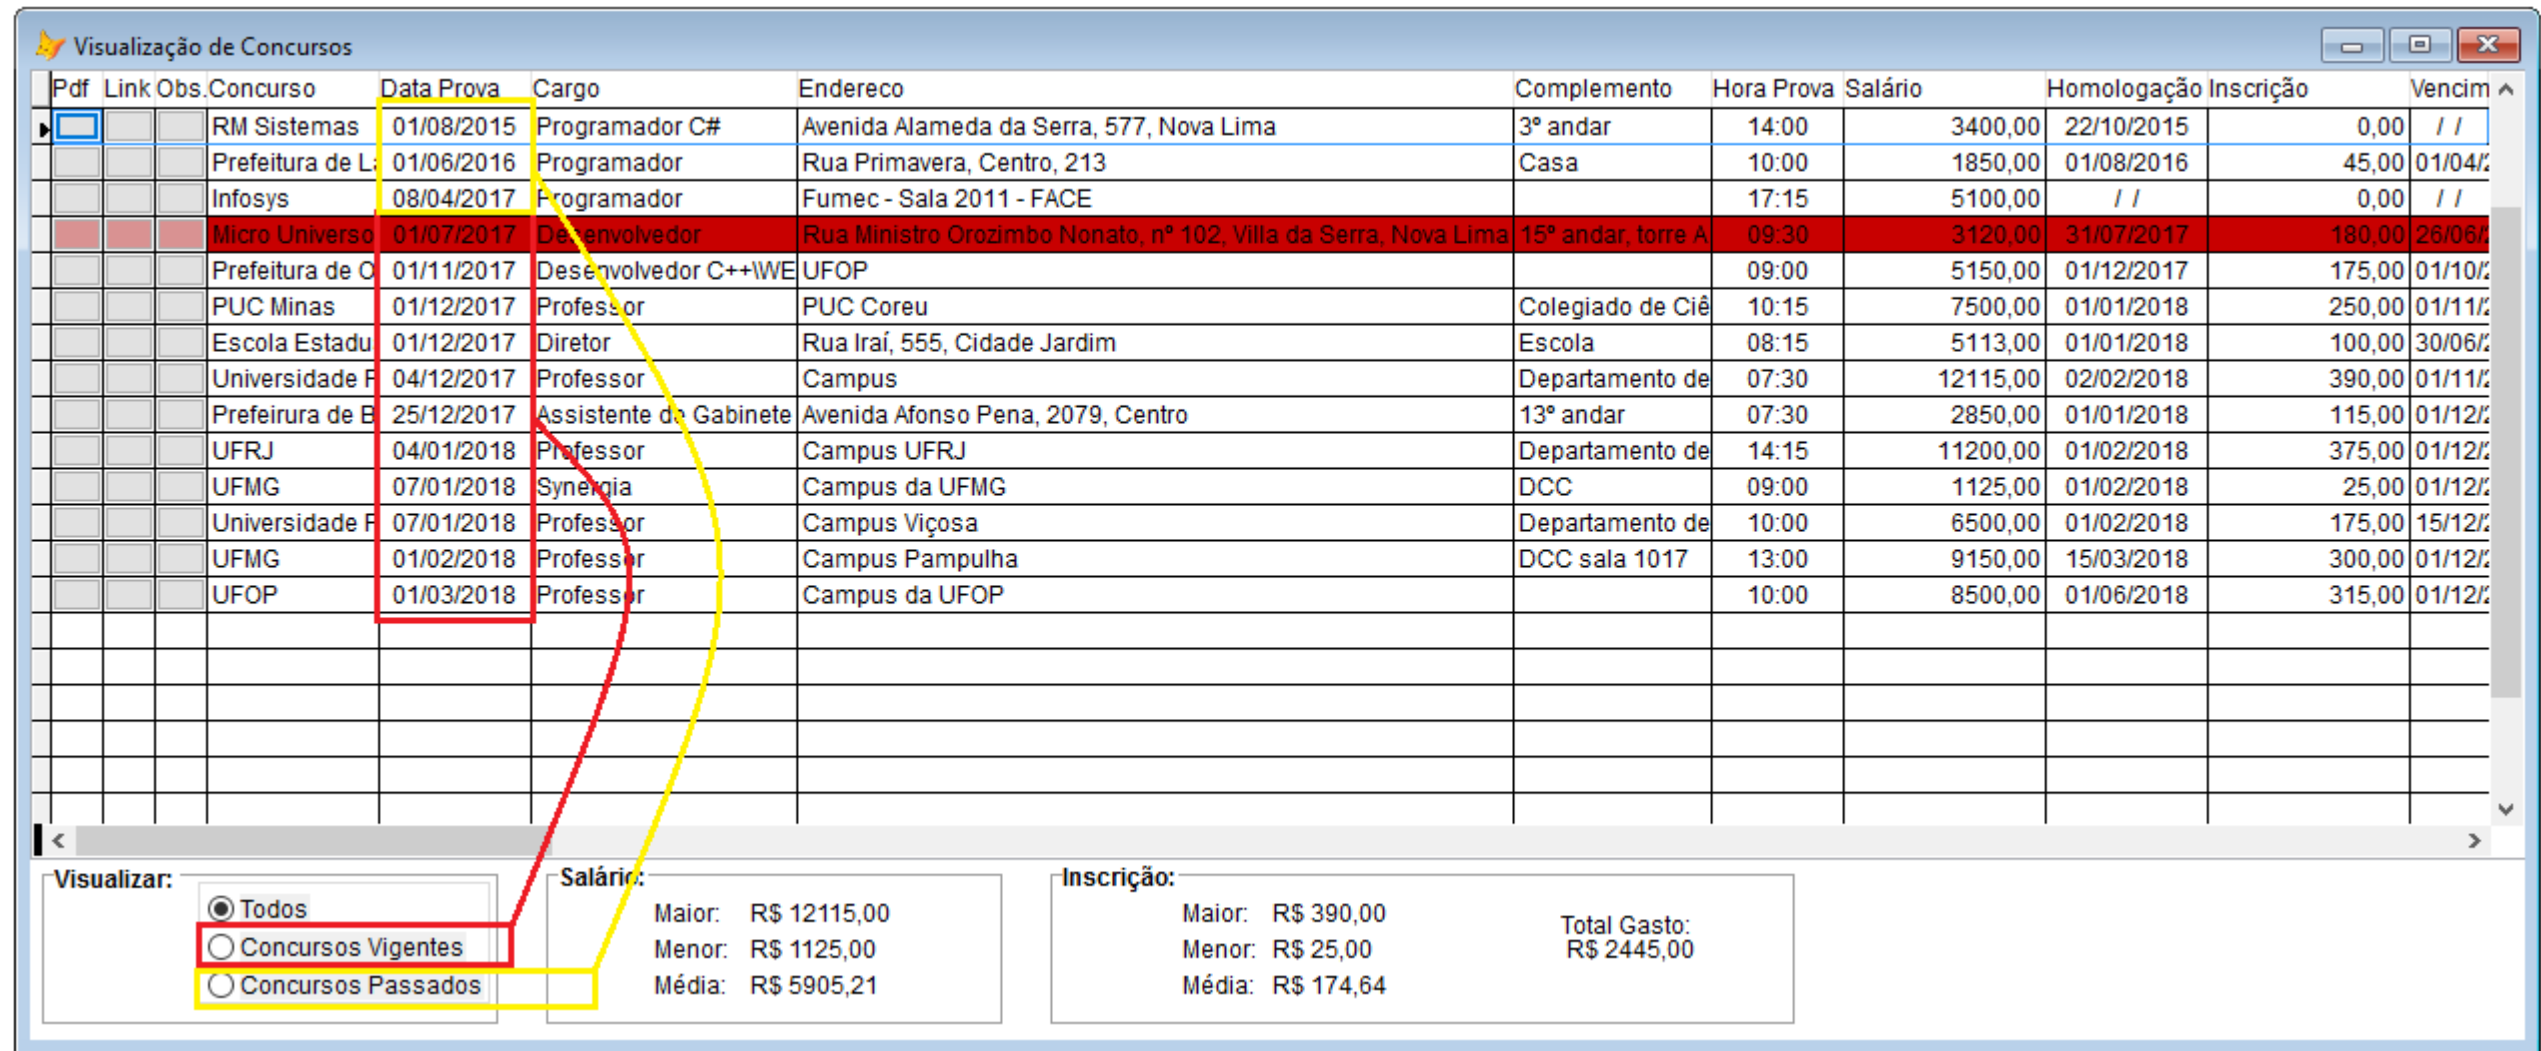 Visualização de Concursos
Pdf Link Obs. Concurso Data Prova Cargo Endereco Complemento Hora Prova Salário Homologação Inscrição Vencim
RM Sistemas 01/08/2015 Programador C# Avenida Alameda da Serra, 577, Nova Lima 3º andar 14:00 3400,00 22/10/2015 0,00 / /
Prefeitura de La 01/06/2016 Programador Rua Primavera, Centro, 213 Casa 10:00 1850,00 01/08/2016 45,00 01/04/2
Infosys 08/04/2017 Programador Fumec - Sala 2011 - FACE 17:15 5100,00 / / 0,00 / /
Micro Universo 01/07/2017 Desenvolvedor Rua Ministro Orozimbo Nonato, nº 102, Villa da Serra, Nova Lima 15º andar, torre A 09:30 3120,00 31/07/2017 180,00 26/06/2
Prefeitura de O 01/11/2017 Desenvolvedor C++\WE UFOP 09:00 5150,00 01/12/2017 175,00 01/10/2
PUC Minas 01/12/2017 Professor PUC Coreu Colegiado de Ciê 10:15 7500,00 01/01/2018 250,00 01/11/2
Escola Estadu 01/12/2017 Diretor Rua Iraí, 555, Cidade Jardim Escola 08:15 5113,00 01/01/2018 100,00 30/06/2
Universidade F 04/12/2017 Professor Campus Departamento de 07:30 12115,00 02/02/2018 390,00 01/11/2
Prefeirura de B 25/12/2017 Assistente de Gabinete Avenida Afonso Pena, 2079, Centro 13º andar 07:30 2850,00 01/01/2018 115,00 01/12/2
UFRJ 04/01/2018 Professor Campus UFRJ Departamento de 14:15 11200,00 01/02/2018 375,00 01/12/2
UFMG 07/01/2018 Synergia Campus da UFMG DCC 09:00 1125,00 01/02/2018 25,00 01/12/2
Universidade F 07/01/2018 Professor Campus Viçosa Departamento de 10:00 6500,00 01/02/2018 175,00 15/12/2
UFMG 01/02/2018 Professor Campus Pampulha DCC sala 1017 13:00 9150,00 15/03/2018 300,00 01/12/2
UFOP 01/03/2018 Professor Campus da UFOP 10:00 8500,00 01/06/2018 315,00 01/12/2
Visualizar:
Todos
Concursos Vigentes
Concursos Passados
Salário:
Maior: R$ 12115,00
Menor: R$ 1125,00
Média: R$ 5905,21
Inscrição:
Maior: R$ 390,00
Menor: R$ 25,00
Média: R$ 174,64
Total Gasto:
R$ 2445,00